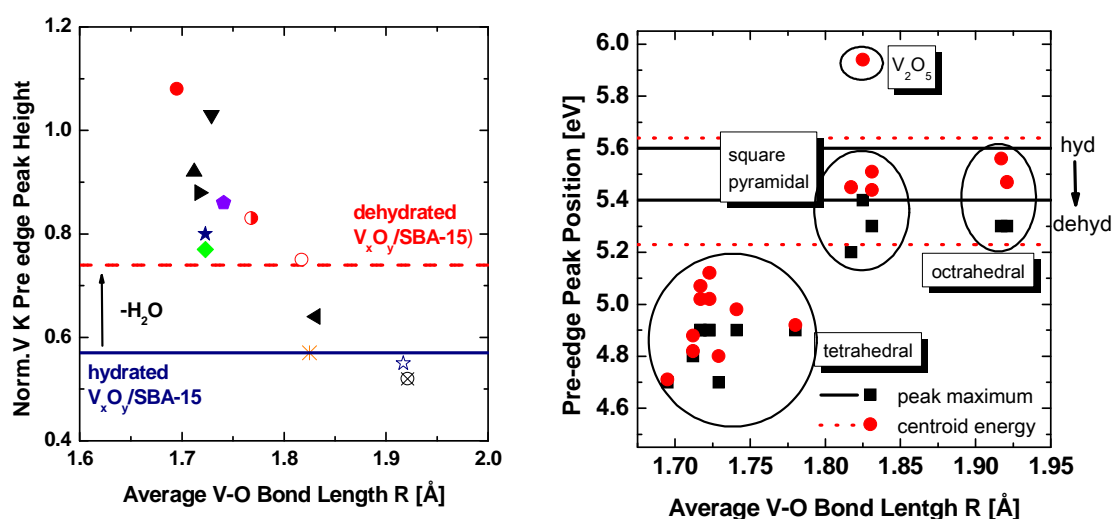 1.2
1.0
0.8
0.6
0.4
1.6
1.7
1.8
1.9
2.0
Norm.V K Pre edge Peak Height
Average V-O Bond Length R [Å]
dehydrated
VxOy/SBA-15)
-H2O
hydrated
VxOy/SBA-15
6.0
5.8
5.6
5.4
5.2
5.0
4.8
4.6
1.70
1.75
1.80
1.85
1.90
1.95
Pre-edge Peak Position [eV]
Average V-O Bond Lentgh R [Å]
V2O5
square
pyramidal
hyd
dehyd
octrahedral
tetrahedral
peak maximum
centroid energy